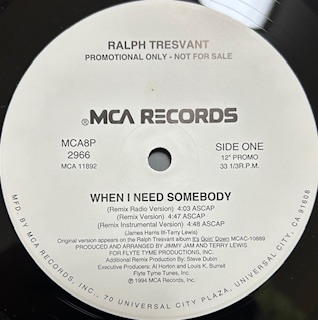 RALPH TRESVANT
PROMOTIONAL ONLY - NOT FOR SALE
®MCA RECORDS
MCA8P
2966
MCA 11892
SIDE ONE
12" PROMO
33 1/3 R.P.M.
WHEN I NEED SOMEBODY
(Remix Radio Version) 4:03 ASCAP
(Remix Version) 4:47 ASCAP
(Remix Instrumental Version) 4:48 ASCAP
(James Harris III-Terry Lewis)
Original version appears on the Ralph Tresvant album It's Goin' Down MCAC-10889
PRODUCED AND ARRANGED BY JIMMY JAM AND TERRY LEWIS
FOR FLYTE TYME PRODUCTIONS, INC.
Additional Remix Production By: Steve Dubin
Executive Producers: Al Horton and Louis K. Burrell
Flyte Tyme Tunes, Inc.
℗ 1994 MCA Records, Inc.
MFD. BY MCA RECORDS, INC., 70 UNIVERSAL CITY PLAZA, UNIVERSAL CITY, CA 91608